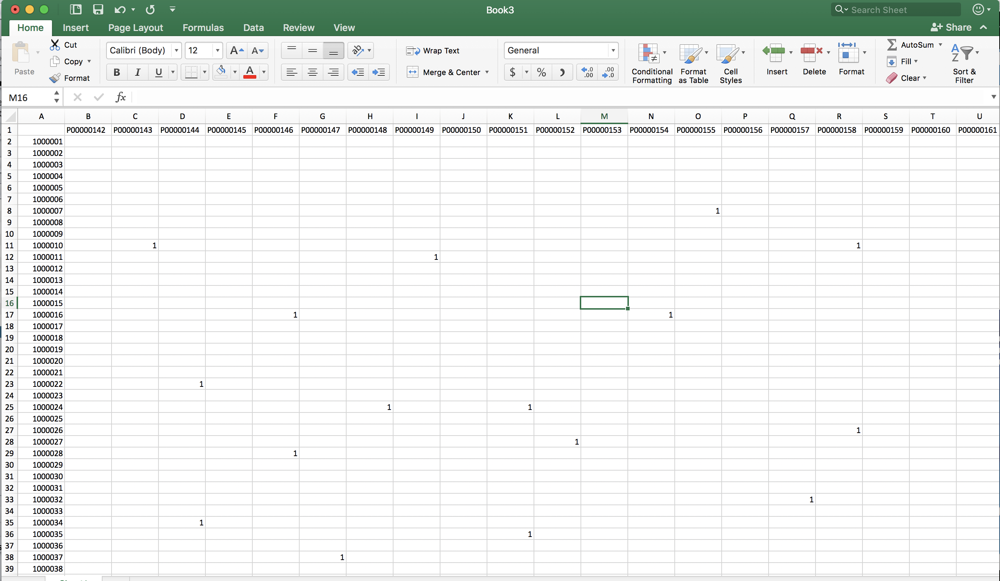 Book3
Search Sheet
Home Insert Page Layout Formulas Data Review View Share
Paste Cut Copy Format
Calibri (Body) 12 A A
B I U A
ab Wrap Text
Merge & Center
General
$ % .0 .00 .00 .0
Conditional Formatting
Format as Table
Cell Styles
Insert Delete Format
AutoSum Fill Clear
A Z Sort & Filter
M16 fx
A B C D E F G H I J K L M N O P Q R S T U
1 P00000142 P00000143 P00000144 P00000145 P00000146 P00000147 P00000148 P00000149 P00000150 P00000151 P00000152 P00000153 P00000154 P00000155 P00000156 P00000157 P00000158 P00000159 P00000160 P00000161
2 1000001
3 1000002
4 1000003
5 1000004
6 1000005
7 1000006
8 1000007 1
9 1000008
10 1000009
11 1000010 1 1
12 1000011 1
13 1000012
14 1000013
15 1000014
16 1000015
17 1000016 1 1
18 1000017
19 1000018
20 1000019
21 1000020
22 1000021
23 1000022 1
24 1000023
25 1000024 1 1
26 1000025
27 1000026 1
28 1000027 1
29 1000028 1
30 1000029
31 1000030
32 1000031
33 1000032 1
34 1000033
35 1000034 1
36 1000035 1
37 1000036
38 1000037 1
39 1000038